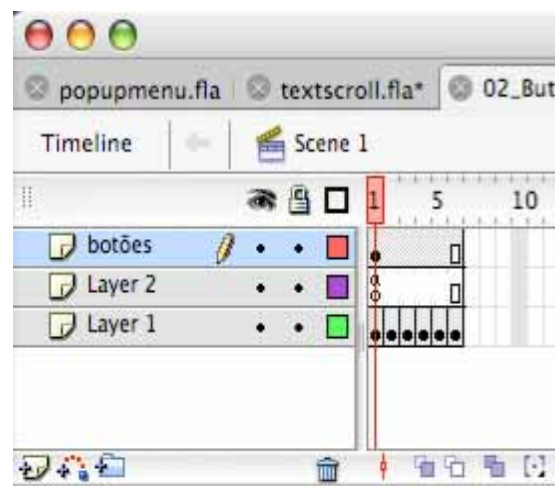 popupmenu.fla textscroll.fla* 02_But
Timeline Scene 1
1 5 10
botões
Layer 2
a
Layer 1